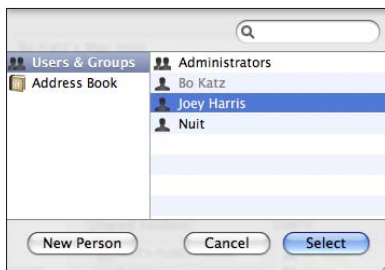 Users & Groups
Address Book
Administrators
Bo Katz
Joey Harris
Nuit
New Person
Cancel
Select